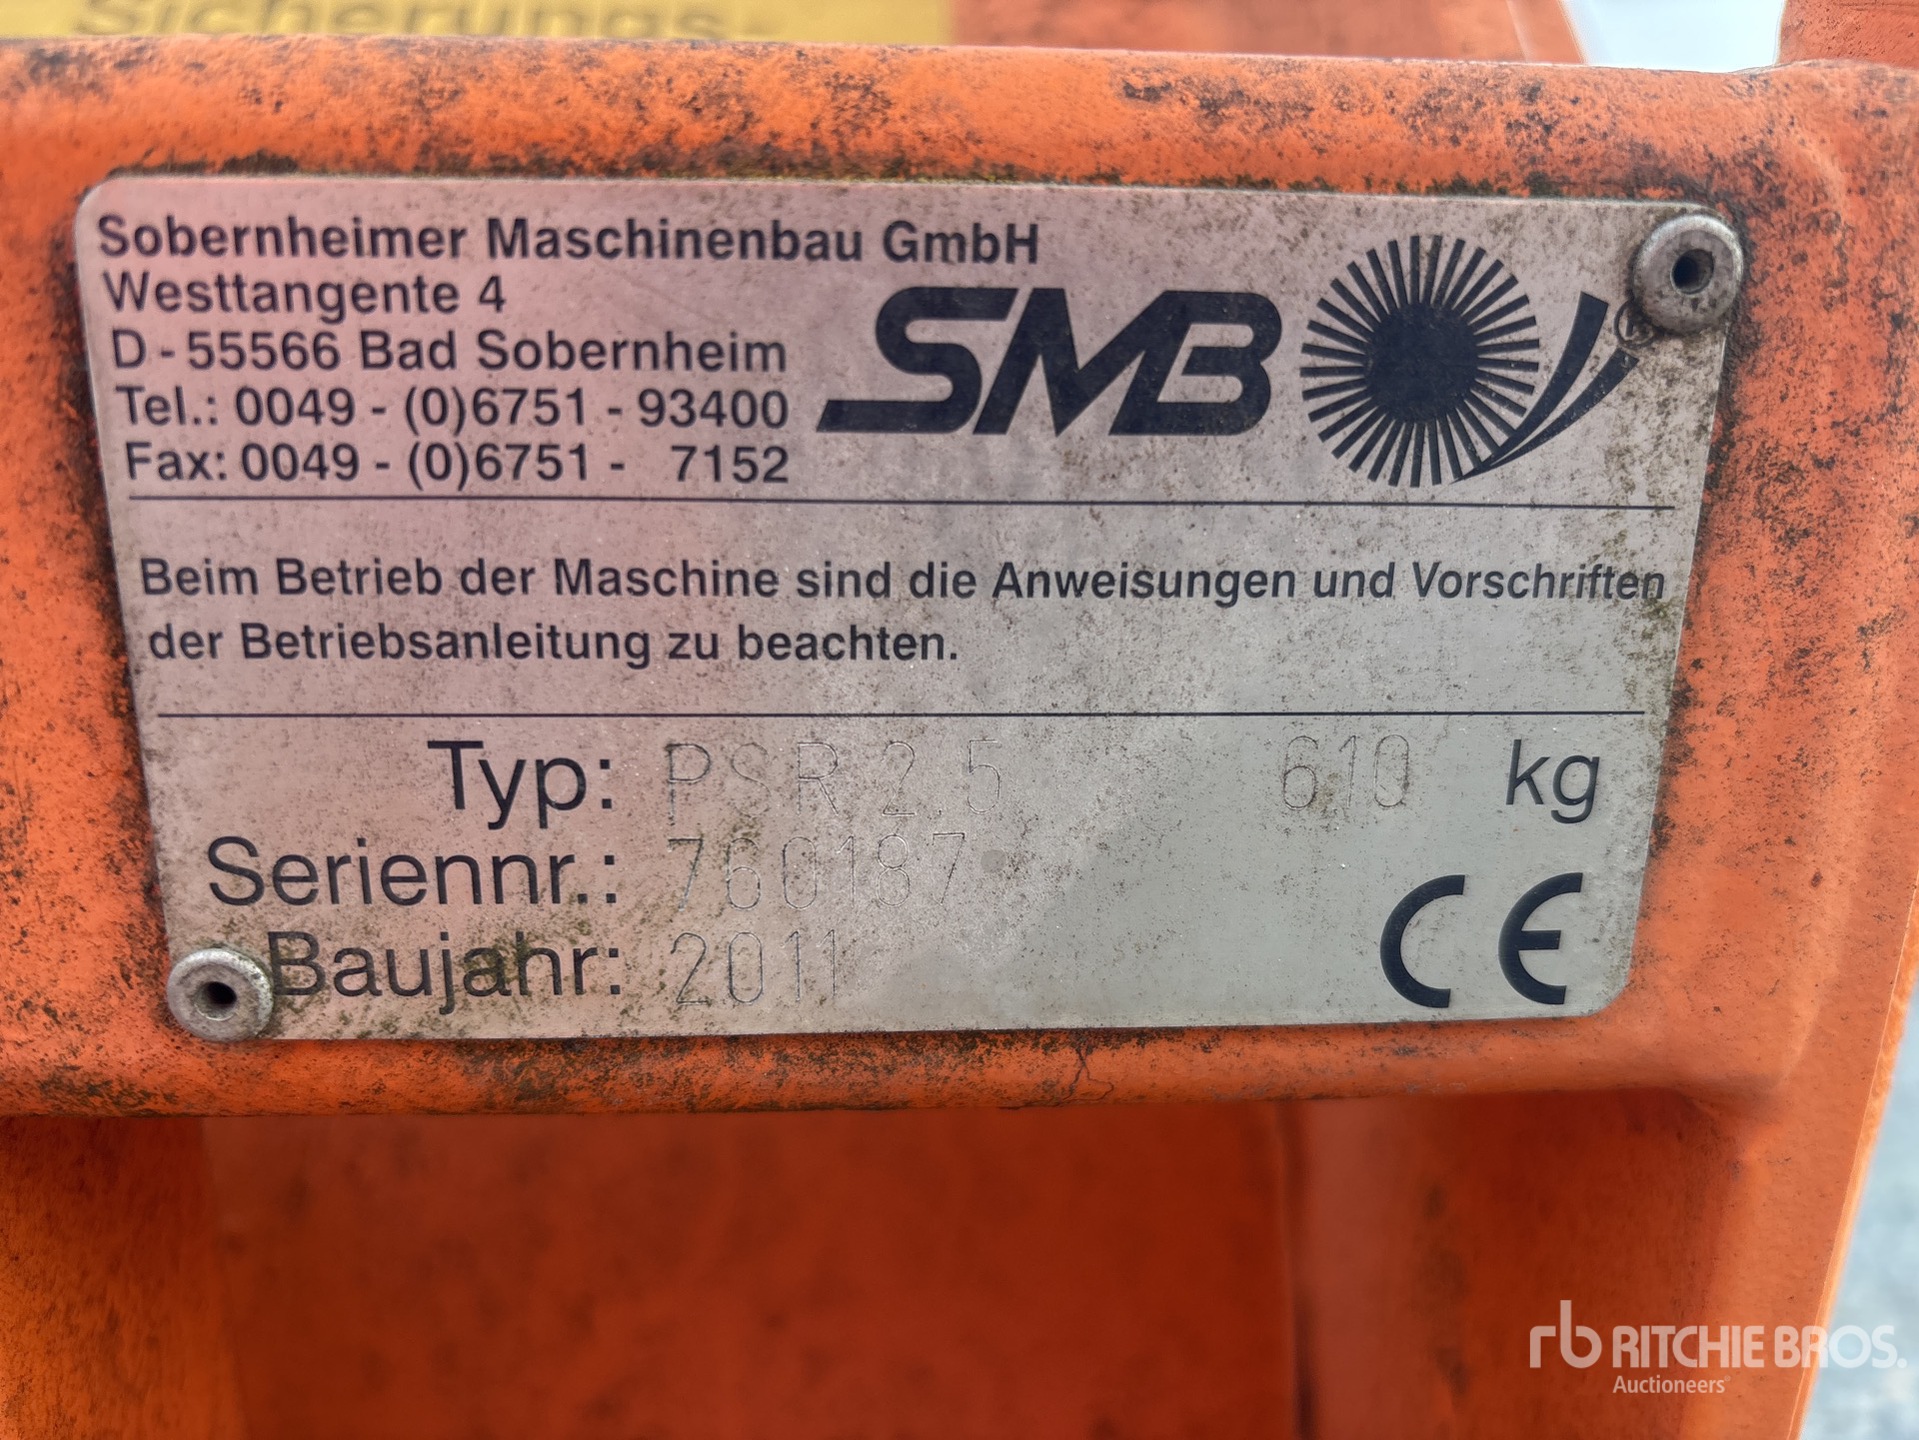 Sicherungs-
Sobernheimer Maschinenbau GmbH
Westtangente 4
D - 55566 Bad Sobernheim
Tel.: 0049 - (0)6751 - 93400
Fax: 0049 - (0)6751 - 7152
SMB
®
Beim Betrieb der Maschine sind die Anweisungen und Vorschriften
der Betriebsanleitung zu beachten.
Typ: PSR 2.5 610 kg
Seriennr.: 760187
Baujahr: 2011
CE
rb RITCHIE BROS.
Auctioneers